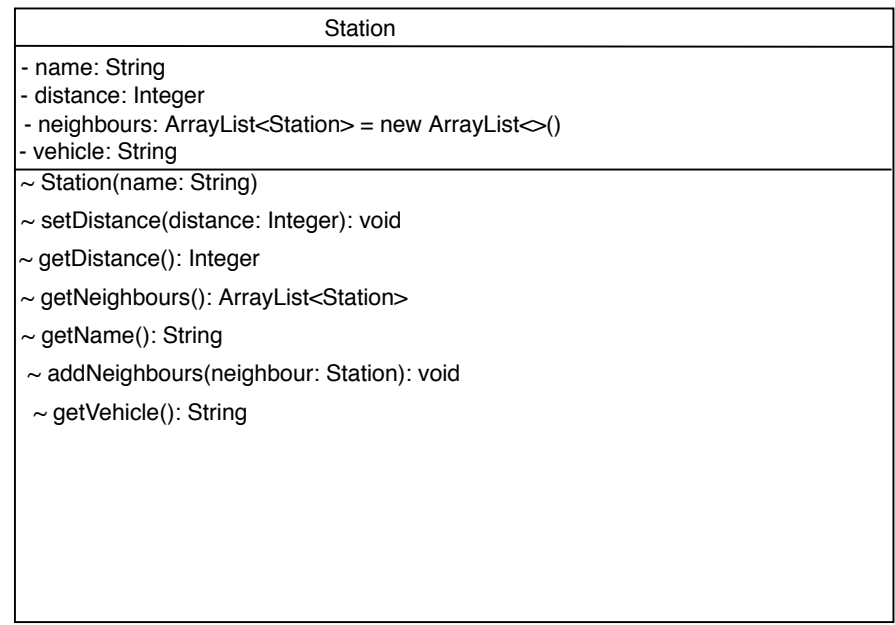 Station
- name: String
- distance: Integer
- neighbours: ArrayList<Station> = new ArrayList<>()
- vehicle: String
~ Station(name: String)
~ setDistance(distance: Integer): void
~ getDistance(): Integer
~ getNeighbours(): ArrayList<Station>
~ getName(): String
~ addNeighbours(neighbour: Station): void
~ getVehicle(): String